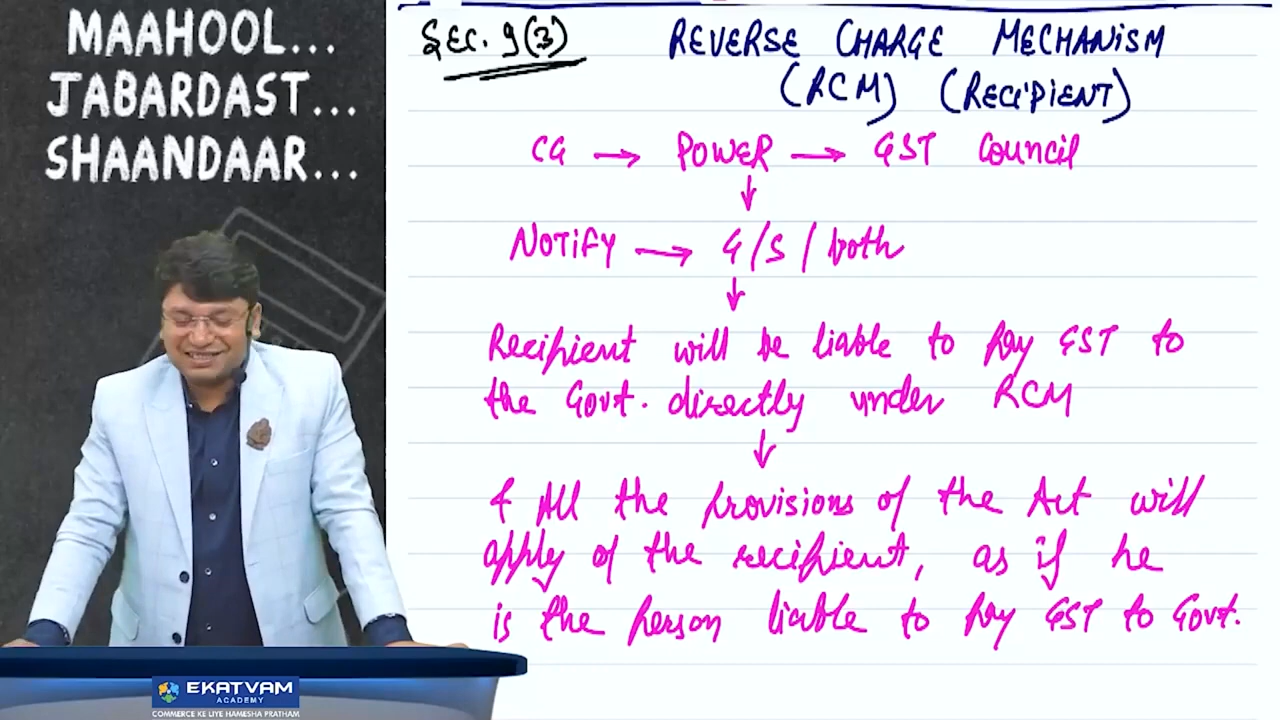 MAAHOOL...
JABARDAST...
SHAANDAAR...
SEC. 9(3)
REVERSE CHARGE MECHANISM
(RCM) (RECIPIENT)
CG → POWER → GST Council
↓
NOTIFY → G/S/both
↓
Recipient will be liable to pay GST to
the Govt. directly under RCM
↓
& All the provisions of the Act will
apply of the recipient, as if he
is the person liable to pay GST to Govt.
EKATVAM
ACADEMY
COMMERCE KE LIYE HAMESHA PRATHAM